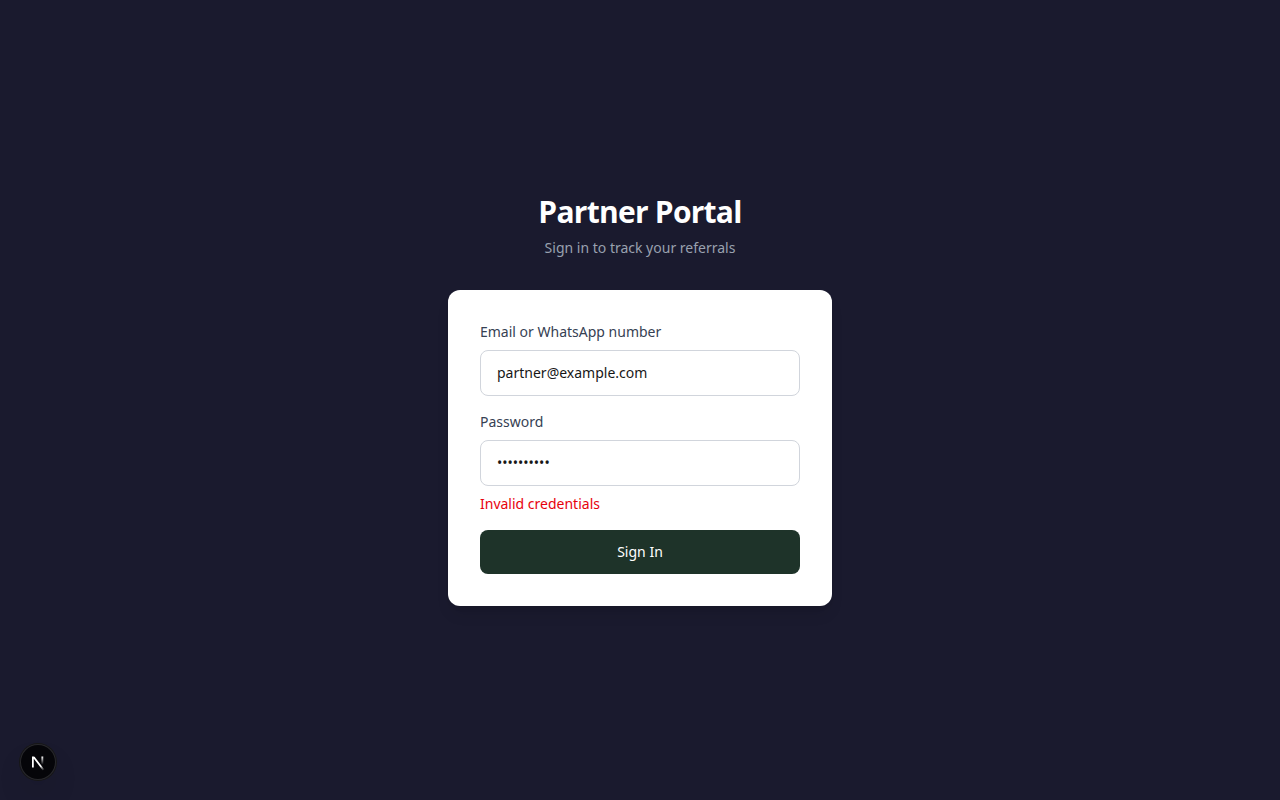 Partner Portal
Sign in to track your referrals
Email or WhatsApp number
partner@example.com
Password
••••••••••
Invalid credentials
Sign In
N